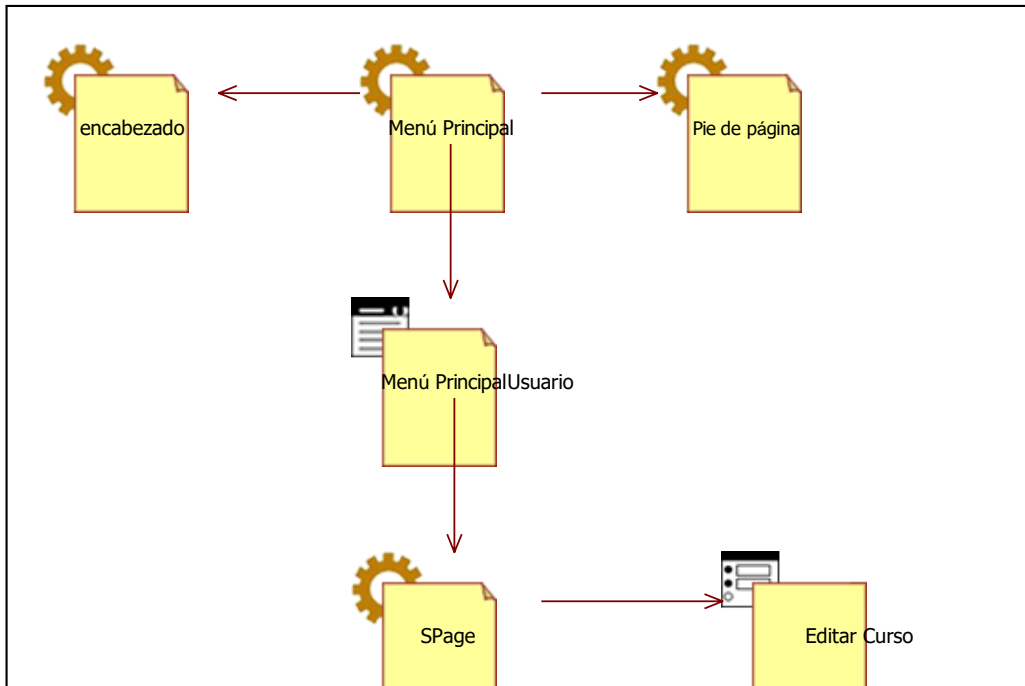 encabezado
Menú Principal
Pie de página
Menú PrincipalUsuario
SPage
Editar Curso